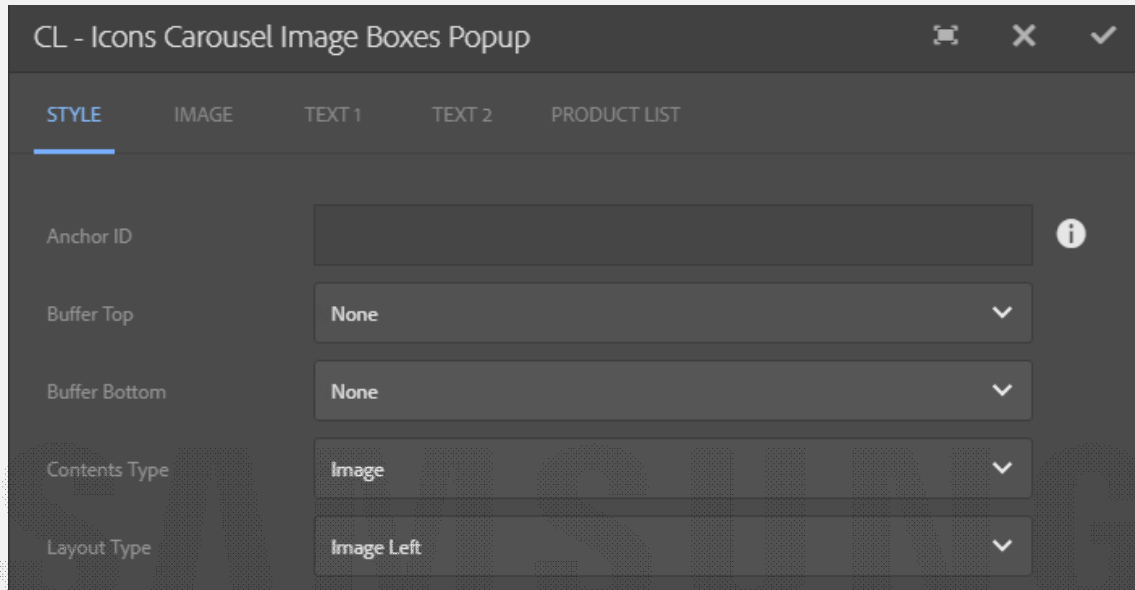 CL - Icons Carousel Image Boxes Popup
STYLE IMAGE TEXT 1 TEXT 2 PRODUCT LIST
Anchor ID
Buffer Top None
Buffer Bottom None
Contents Type Image
Layout Type Image Left
SAMSUNG